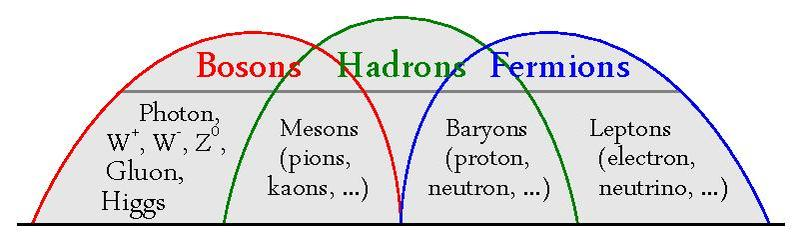 Bosons Hadrons Fermions
Photon,
W⁺, W⁻, Z⁰,
Gluon,
Higgs
Mesons
(pions,
kaons, ...)
Baryons
(proton,
neutron, ...)
Leptons
(electron,
neutrino, ...)